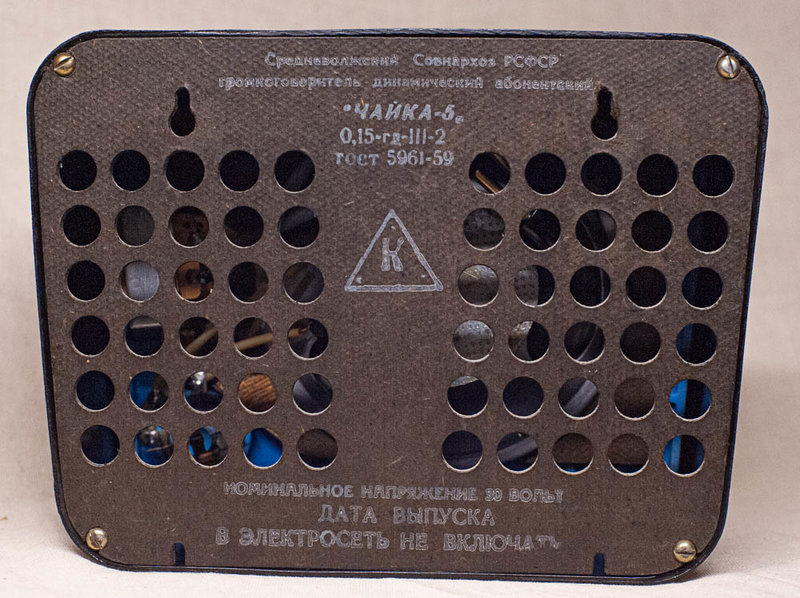 Средневолжский Совнархоз РСФСР
громкоговоритель динамический абонентский
"ЧАЙКА-5"
0,15-гд-III-2
гост 5961-59
К
НОМИНАЛЬНОЕ НАПРЯЖЕНИЕ 30 ВОЛЬТ
ДАТА ВЫПУСКА
В ЭЛЕКТРОСЕТЬ НЕ ВКЛЮЧАТЬ